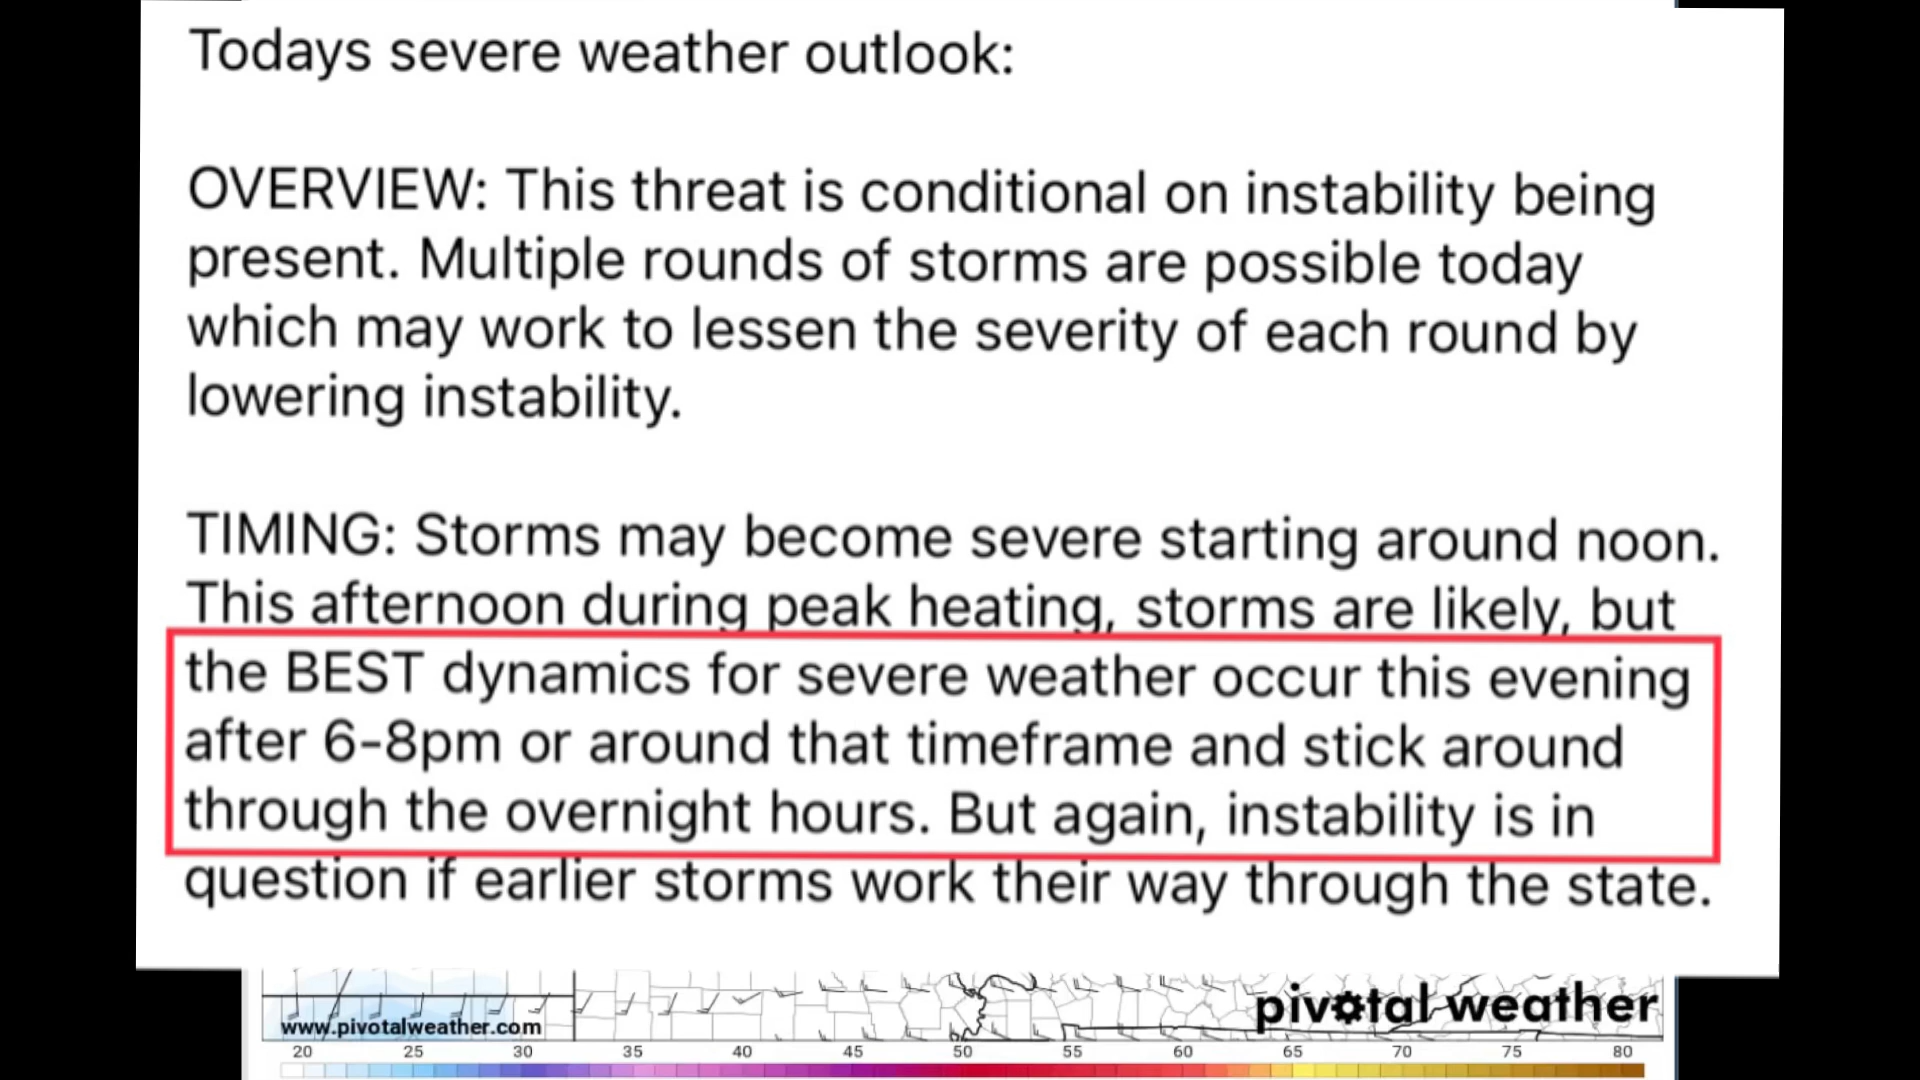 Todays severe weather outlook:
OVERVIEW: This threat is conditional on instability being
present. Multiple rounds of storms are possible today
which may work to lessen the severity of each round by
lowering instability.
TIMING: Storms may become severe starting around noon.
This afternoon during peak heating, storms are likely, but
the BEST dynamics for severe weather occur this evening
after 6-8pm or around that timeframe and stick around
through the overnight hours. But again, instability is in
question if earlier storms work their way through the state.
www.pivotalweather.com
pivotal weather
20 25 30 35 40 45 50 55 60 65 70 75 80